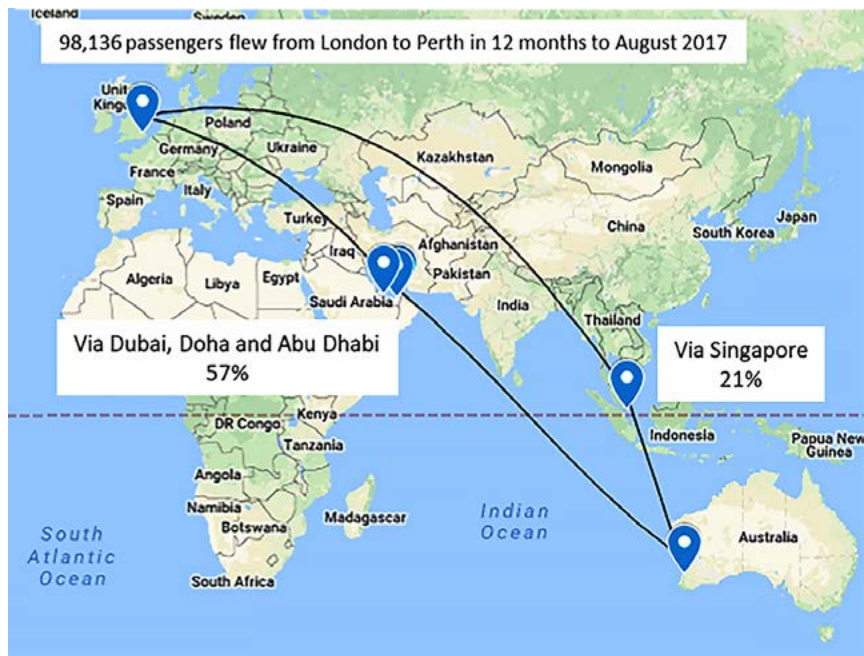 Iceland
Sweden
98,136 passengers flew from London to Perth in 12 months to August 2017
United
Kingdom
Poland
Germany
Ukraine
France
Kazakhstan
Mongolia
Italy
Spain
Turkey
China
Japan
South Korea
Afghanistan
Iraq
Pakistan
Algeria
Libya
Egypt
Saudi Arabia
India
Thailand
Via Dubai, Doha and Abu Dhabi
57%
Via Singapore
21%
Kenya
DR Congo
Indonesia
Papua New
Guinea
Tanzania
Angola
Namibia
Madagascar
Botswana
Indian
Ocean
South
Atlantic
Ocean
Australia
South Africa